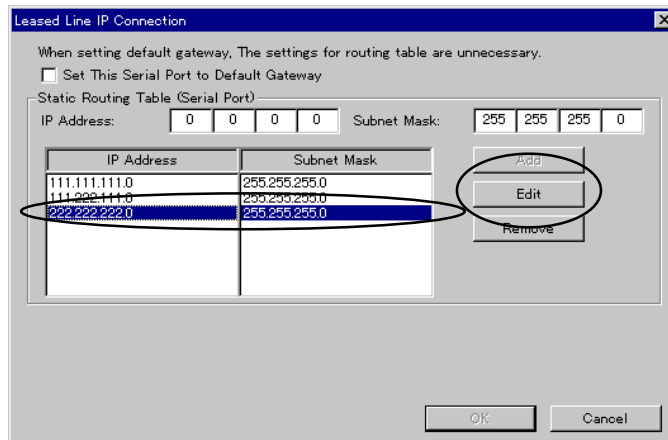 Leased Line IP Connection
When setting default gateway, The settings for routing table are unnecessary.
Set This Serial Port to Default Gateway
Static Routing Table (Serial Port)
IP Address: 0 0 0 0 Subnet Mask: 255 255 255 0
IP Address Subnet Mask Add
111.111.111.0 255.255.255.0
111.222.111.0 255.255.255.0 Edit
222.222.222.0 255.255.255.0
Remove
OK Cancel